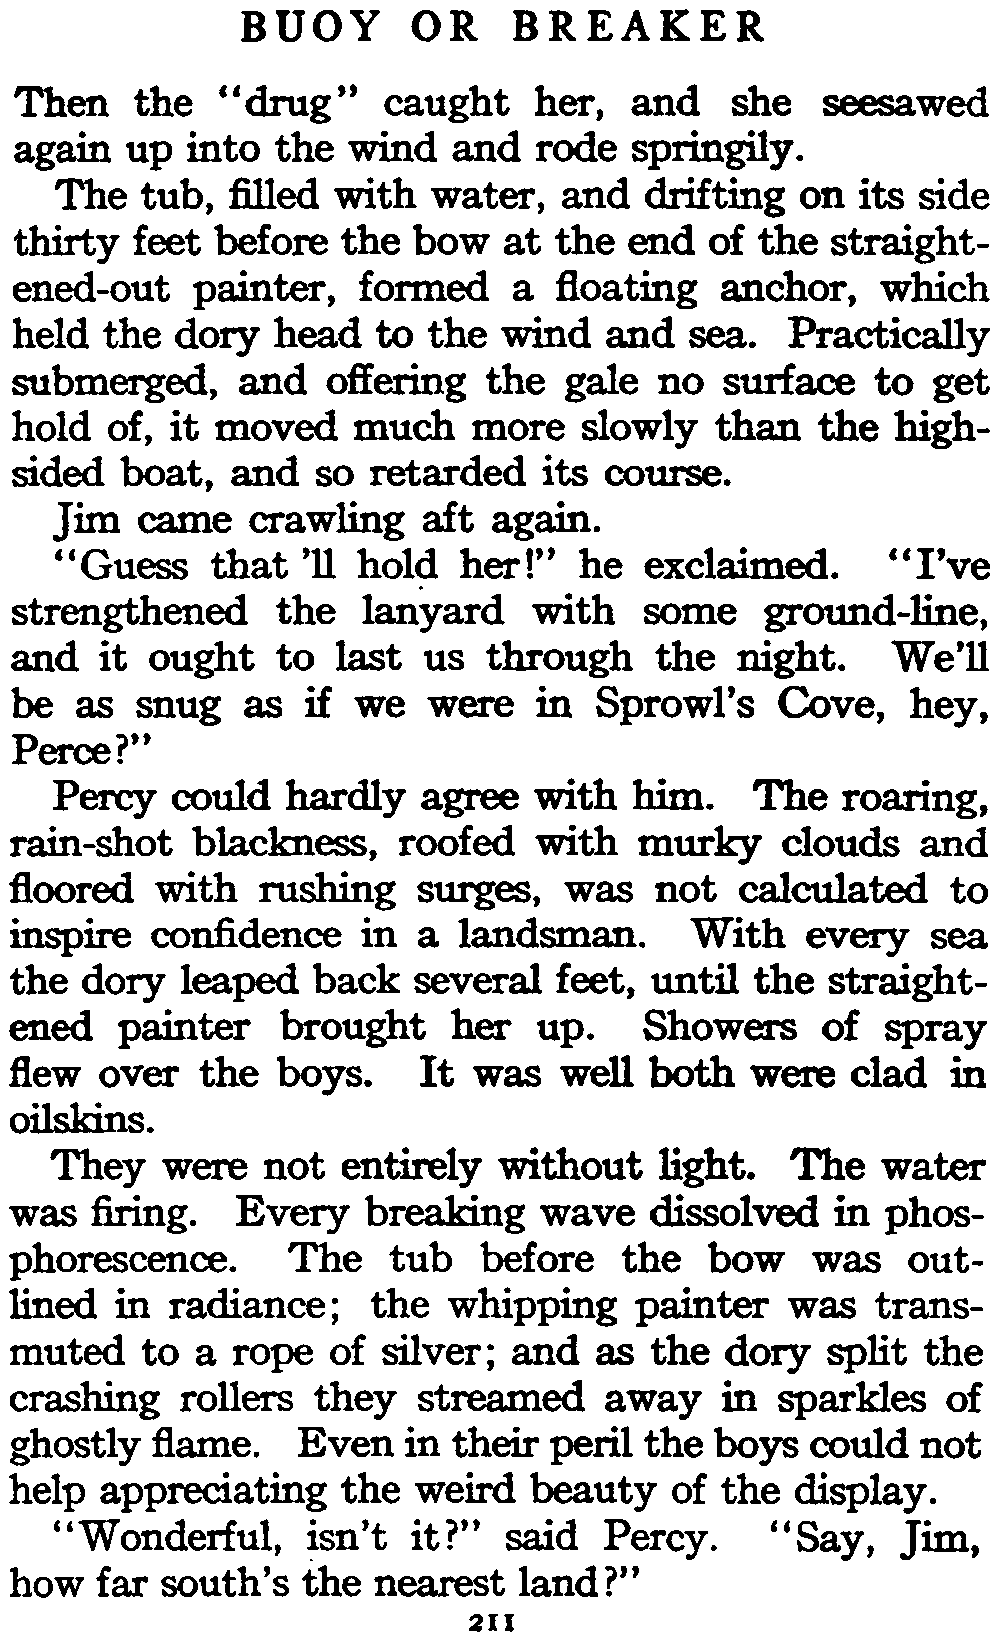 BUOY OR BREAKER
Then the "drug" caught her, and she seesawed
again up into the wind and rode springily.
The tub, filled with water, and drifting on its side
thirty feet before the bow at the end of the straight-
ened-out painter, formed a floating anchor, which
held the dory head to the wind and sea. Practically
submerged, and offering the gale no surface to get
hold of, it moved much more slowly than the high-
sided boat, and so retarded its course.
Jim came crawling aft again.
"Guess that 'll hold her!" he exclaimed. "I've
strengthened the lanyard with some ground-line,
and it ought to last us through the night. We'll
be as snug as if we were in Sprowl's Cove, hey,
Perce?"
Percy could hardly agree with him. The roaring,
rain-shot blackness, roofed with murky clouds and
floored with rushing surges, was not calculated to
inspire confidence in a landsman. With every sea
the dory leaped back several feet, until the straight-
ened painter brought her up. Showers of spray
flew over the boys. It was well both were clad in
oilskins.
They were not entirely without light. The water
was firing. Every breaking wave dissolved in phos-
phorescence. The tub before the bow was out-
lined in radiance; the whipping painter was trans-
muted to a rope of silver; and as the dory split the
crashing rollers they streamed away in sparkles of
ghostly flame. Even in their peril the boys could not
help appreciating the weird beauty of the display.
"Wonderful, isn't it?" said Percy. "Say, Jim,
how far south's the nearest land?"
211